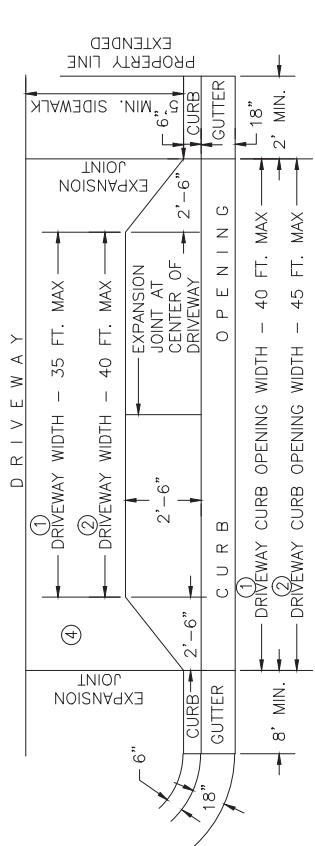 DRIVEWAY
①
DRIVEWAY WIDTH - 35 FT. MAX
②
DRIVEWAY WIDTH - 40 FT. MAX
④
EXPANSION
JOINT
EXPANSION
JOINT
5' MIN. SIDEWALK
PROPERTY LINE
EXTENDED
EXPANSION
JOINT AT
CENTER OF
DRIVEWAY
2'-6"
2'-6"
2'-6"
6"
6"
CURB
CURB
GUTTER
GUTTER
18"
18"
CURB OPENING
8' MIN.
2' MIN.
①
DRIVEWAY CURB OPENING WIDTH - 40 FT. MAX
②
DRIVEWAY CURB OPENING WIDTH - 45 FT. MAX